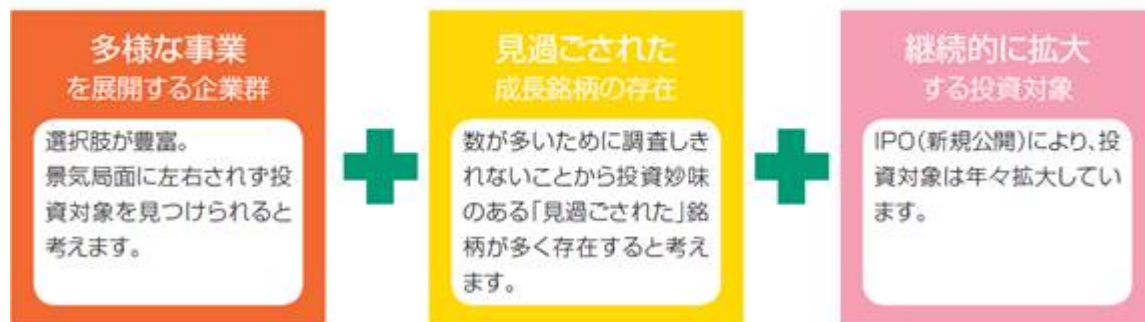 多様な事業
を展開する企業群
選択肢が豊富。
景気局面に左右されず投
資対象を見つけられると
考えます。
見過ごされた
成長銘柄の存在
数が多いために調査しき
れないことから投資妙味
のある「見過ごされた」銘
柄が多く存在すると考え
ます。
継続的に拡大
する投資対象
IPO(新規公開)により、投
資対象は年々拡大してい
ます。